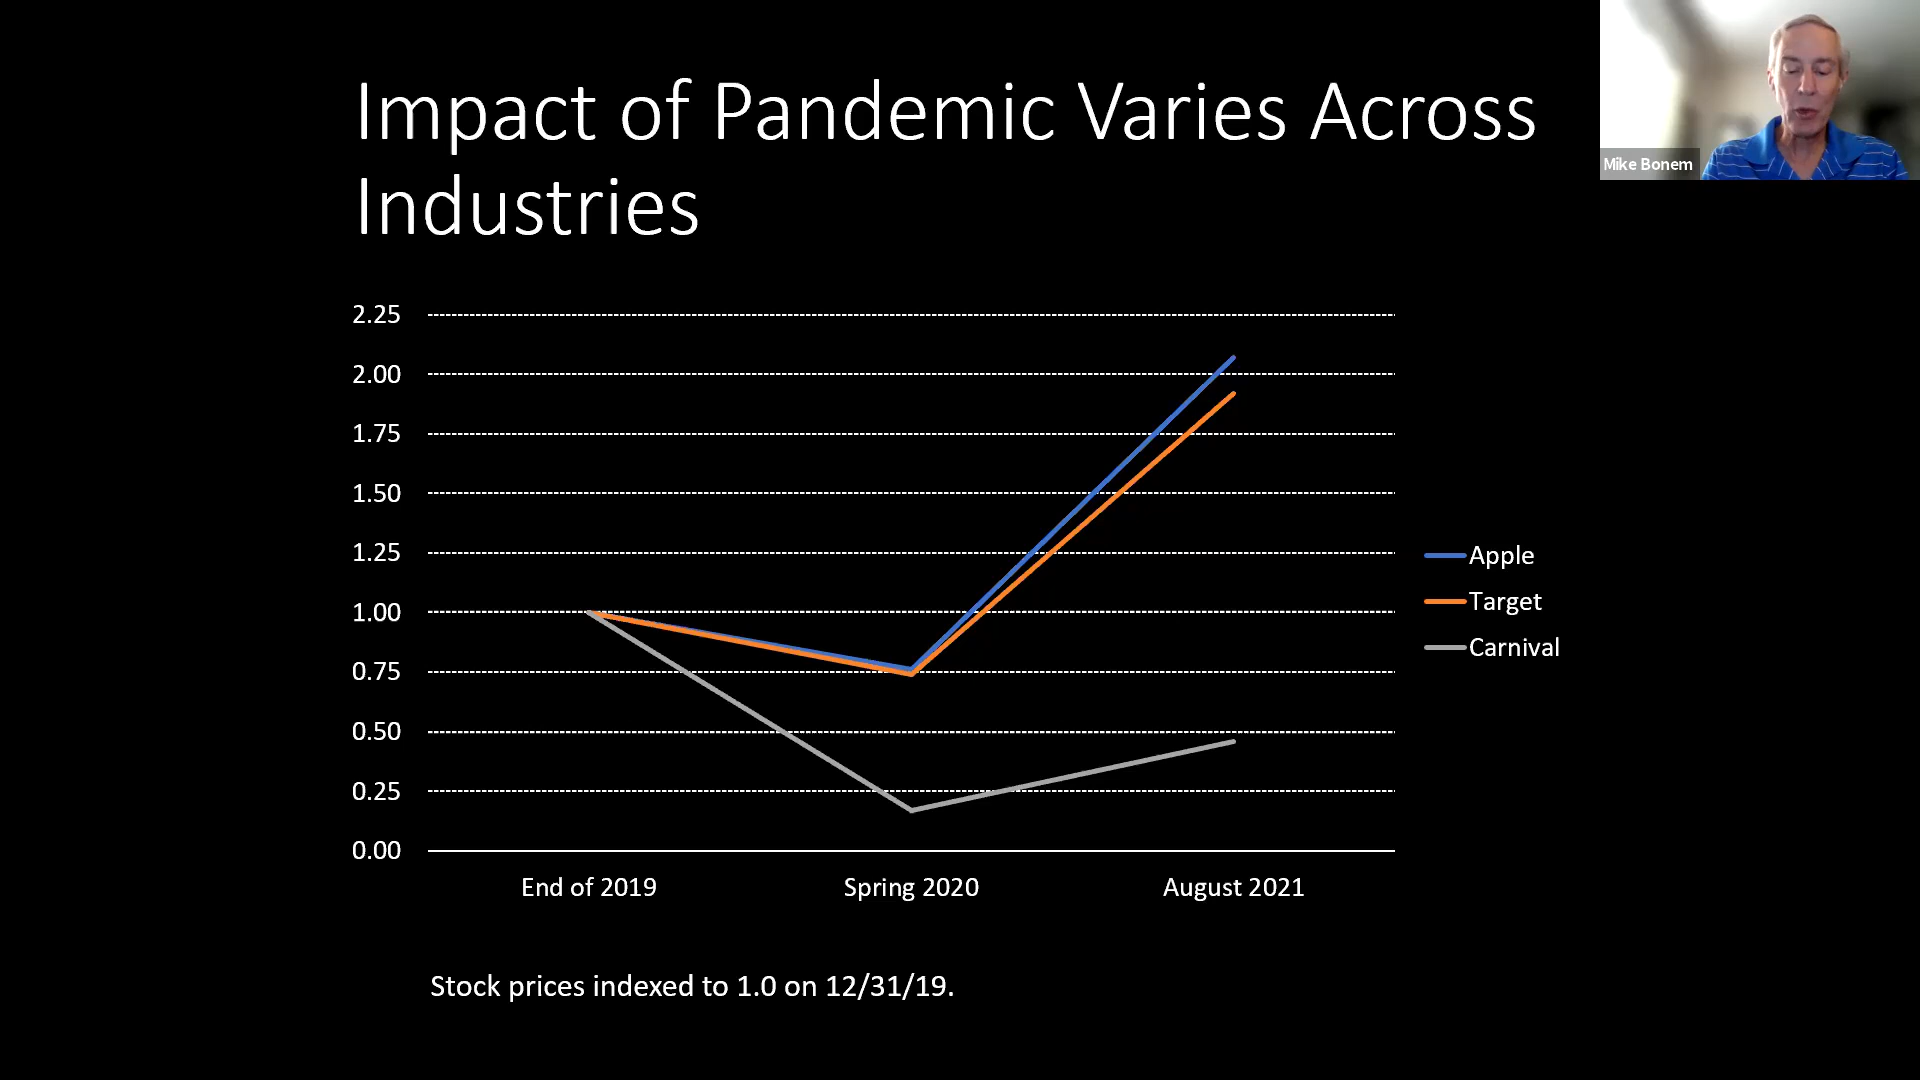 Impact of Pandemic Varies Across
Industries
Mike Bonem
2.25
2.00
1.75
1.50
1.25
1.00
0.75
0.50
0.25
0.00
End of 2019
Spring 2020
August 2021
Apple
Target
Carnival
Stock prices indexed to 1.0 on 12/31/19.